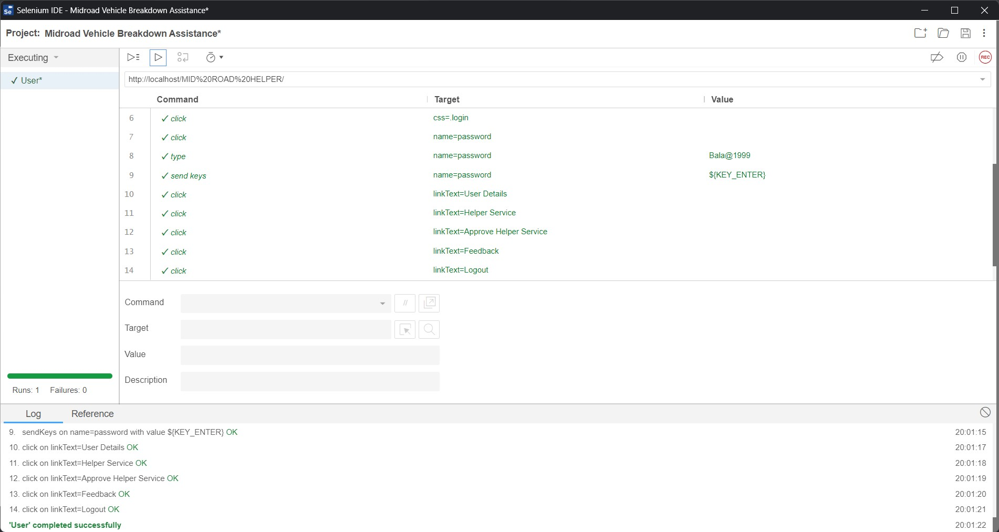 Selenium IDE - Midroad Vehicle Breakdown Assistance*
Project: Midroad Vehicle Breakdown Assistance*
Executing
REC
✓ User*
http://localhost/MID%20ROAD%20HELPER/
Command Target Value
6 ✓ click css=.login
7 ✓ click name=password
8 ✓ type name=password Bala@1999
9 ✓ send keys name=password ${KEY_ENTER}
10 ✓ click linkText=User Details
11 ✓ click linkText=Helper Service
12 ✓ click linkText=Approve Helper Service
13 ✓ click linkText=Feedback
14 ✓ click linkText=Logout
Command //
Target
Value
Description
Runs: 1 Failures: 0
Log Reference
9. sendKeys on name=password with value ${KEY_ENTER} OK 20:01:15
10. click on linkText=User Details OK 20:01:17
11. click on linkText=Helper Service OK 20:01:18
12. click on linkText=Approve Helper Service OK 20:01:19
13. click on linkText=Feedback OK 20:01:20
14. click on linkText=Logout OK 20:01:21
'User' completed successfully 20:01:22